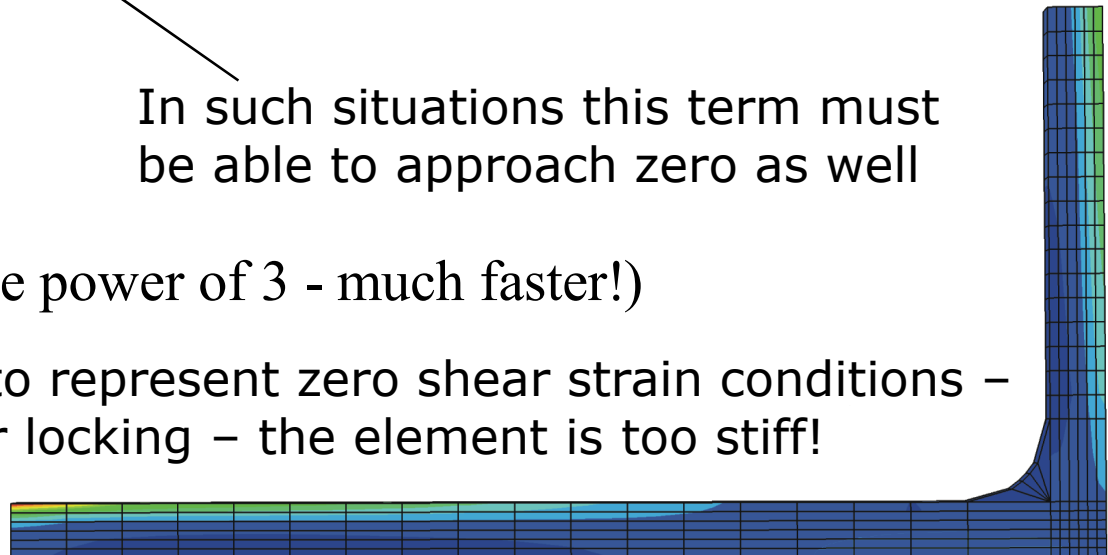 In such situations this term must
be able to approach zero as well
e power of 3 - much faster!)
to represent zero shear strain conditions –
r locking – the element is too stiff!